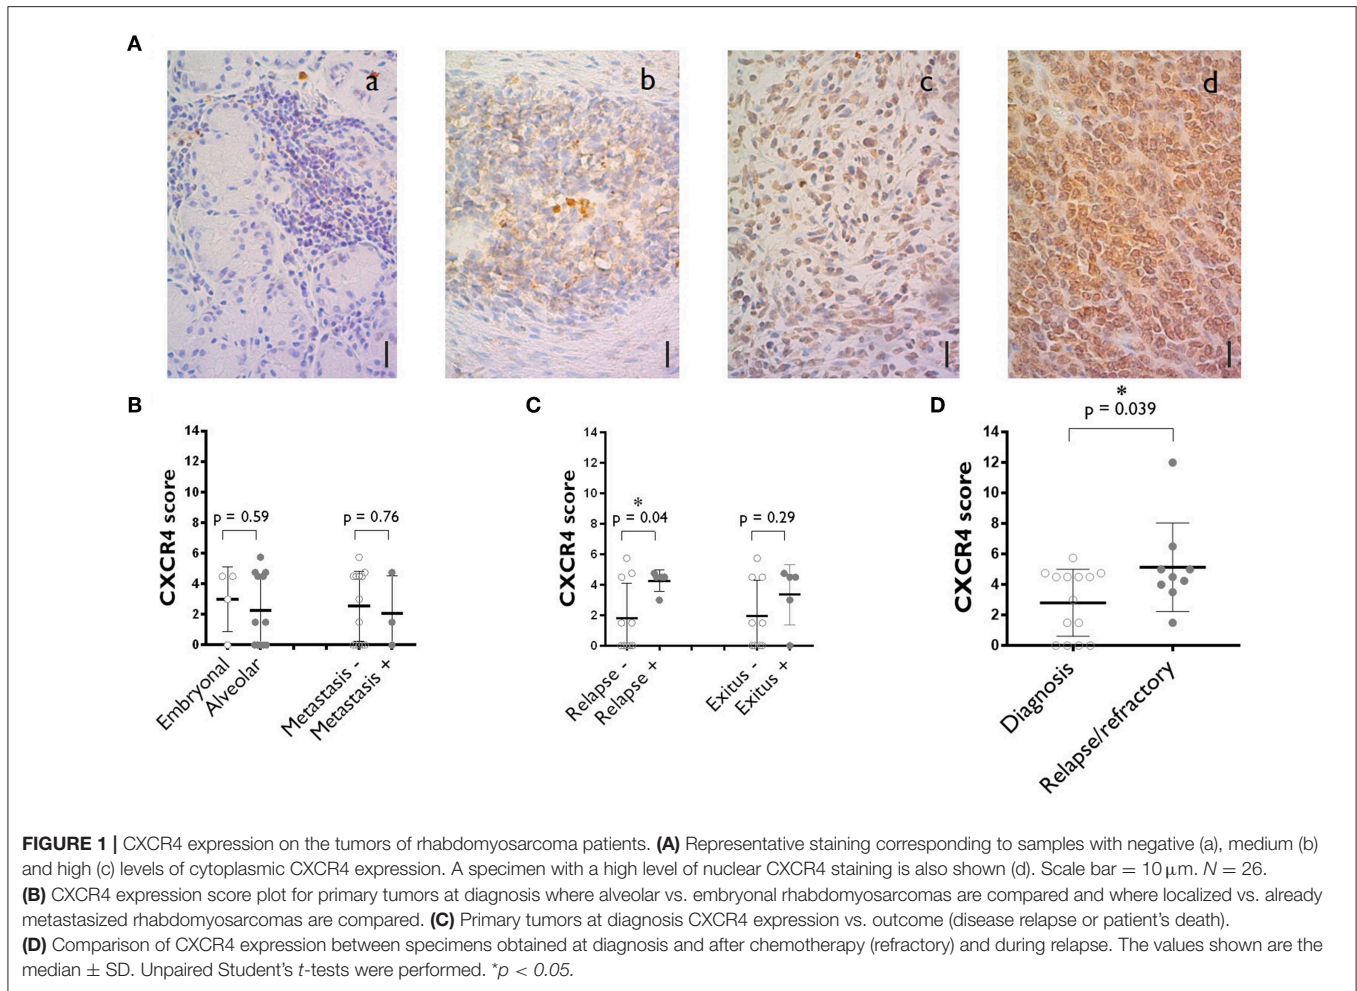 A
a
b
c
d
B
C
D
*
p = 0.039
14
12
10
8
6
4
2
0
CXCR4 score
p = 0.59
p = 0.76
Embryonal
Alveolar
Metastasis -
Metastasis +
14
12
10
8
6
4
2
0
CXCR4 score
*
p = 0.04
p = 0.29
Relapse -
Relapse +
Exitus -
Exitus +
14
12
10
8
6
4
2
0
CXCR4 score
Diagnosis
Relapse/refractory
FIGURE 1 | CXCR4 expression on the tumors of rhabdomyosarcoma patients. (A) Representative staining corresponding to samples with negative (a), medium (b)
and high (c) levels of cytoplasmic CXCR4 expression. A specimen with a high level of nuclear CXCR4 staining is also shown (d). Scale bar = 10 μm. N = 26.
(B) CXCR4 expression score plot for primary tumors at diagnosis where alveolar vs. embryonal rhabdomyosarcomas are compared and where localized vs. already
metastasized rhabdomyosarcomas are compared. (C) Primary tumors at diagnosis CXCR4 expression vs. outcome (disease relapse or patient's death).
(D) Comparison of CXCR4 expression between specimens obtained at diagnosis and after chemotherapy (refractory) and during relapse. The values shown are the
median ± SD. Unpaired Student's t-tests were performed. *p < 0.05.